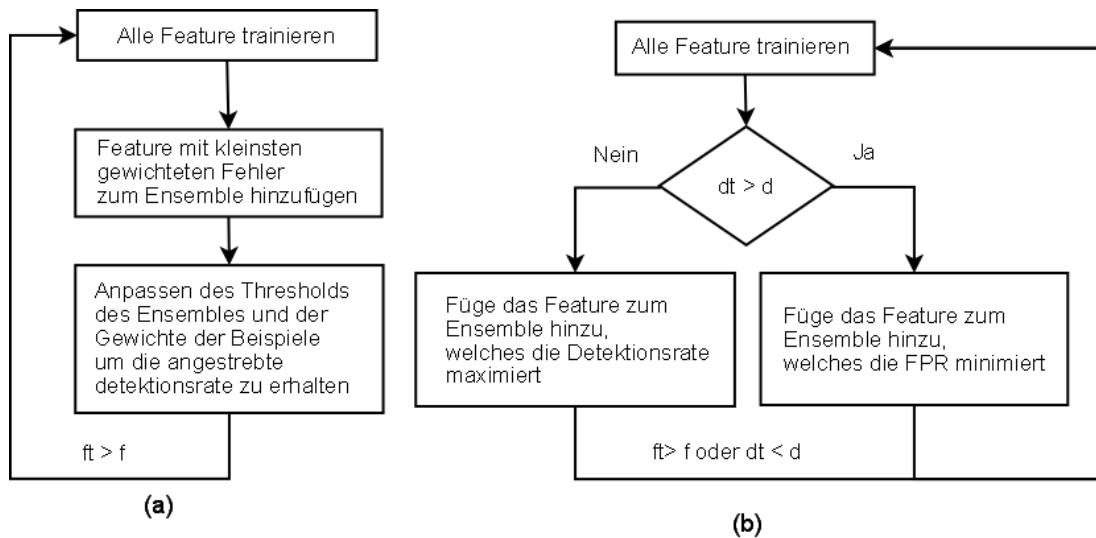 Alle Feature trainieren
Feature mit kleinsten
gewichteten Fehler
zum Ensemble hinzufügen
Anpassen des Thresholds
des Ensembles und der
Gewichte der Beispiele
um die angestrebte
detektionsrate zu erhalten
ft > f
(a)
Alle Feature trainieren
Nein
Ja
dt > d
Füge das Feature zum
Ensemble hinzu,
welches die Detektionsrate
maximiert
Füge das Feature zum
Ensemble hinzu,
welches die FPR minimiert
ft> f oder dt < d
(b)